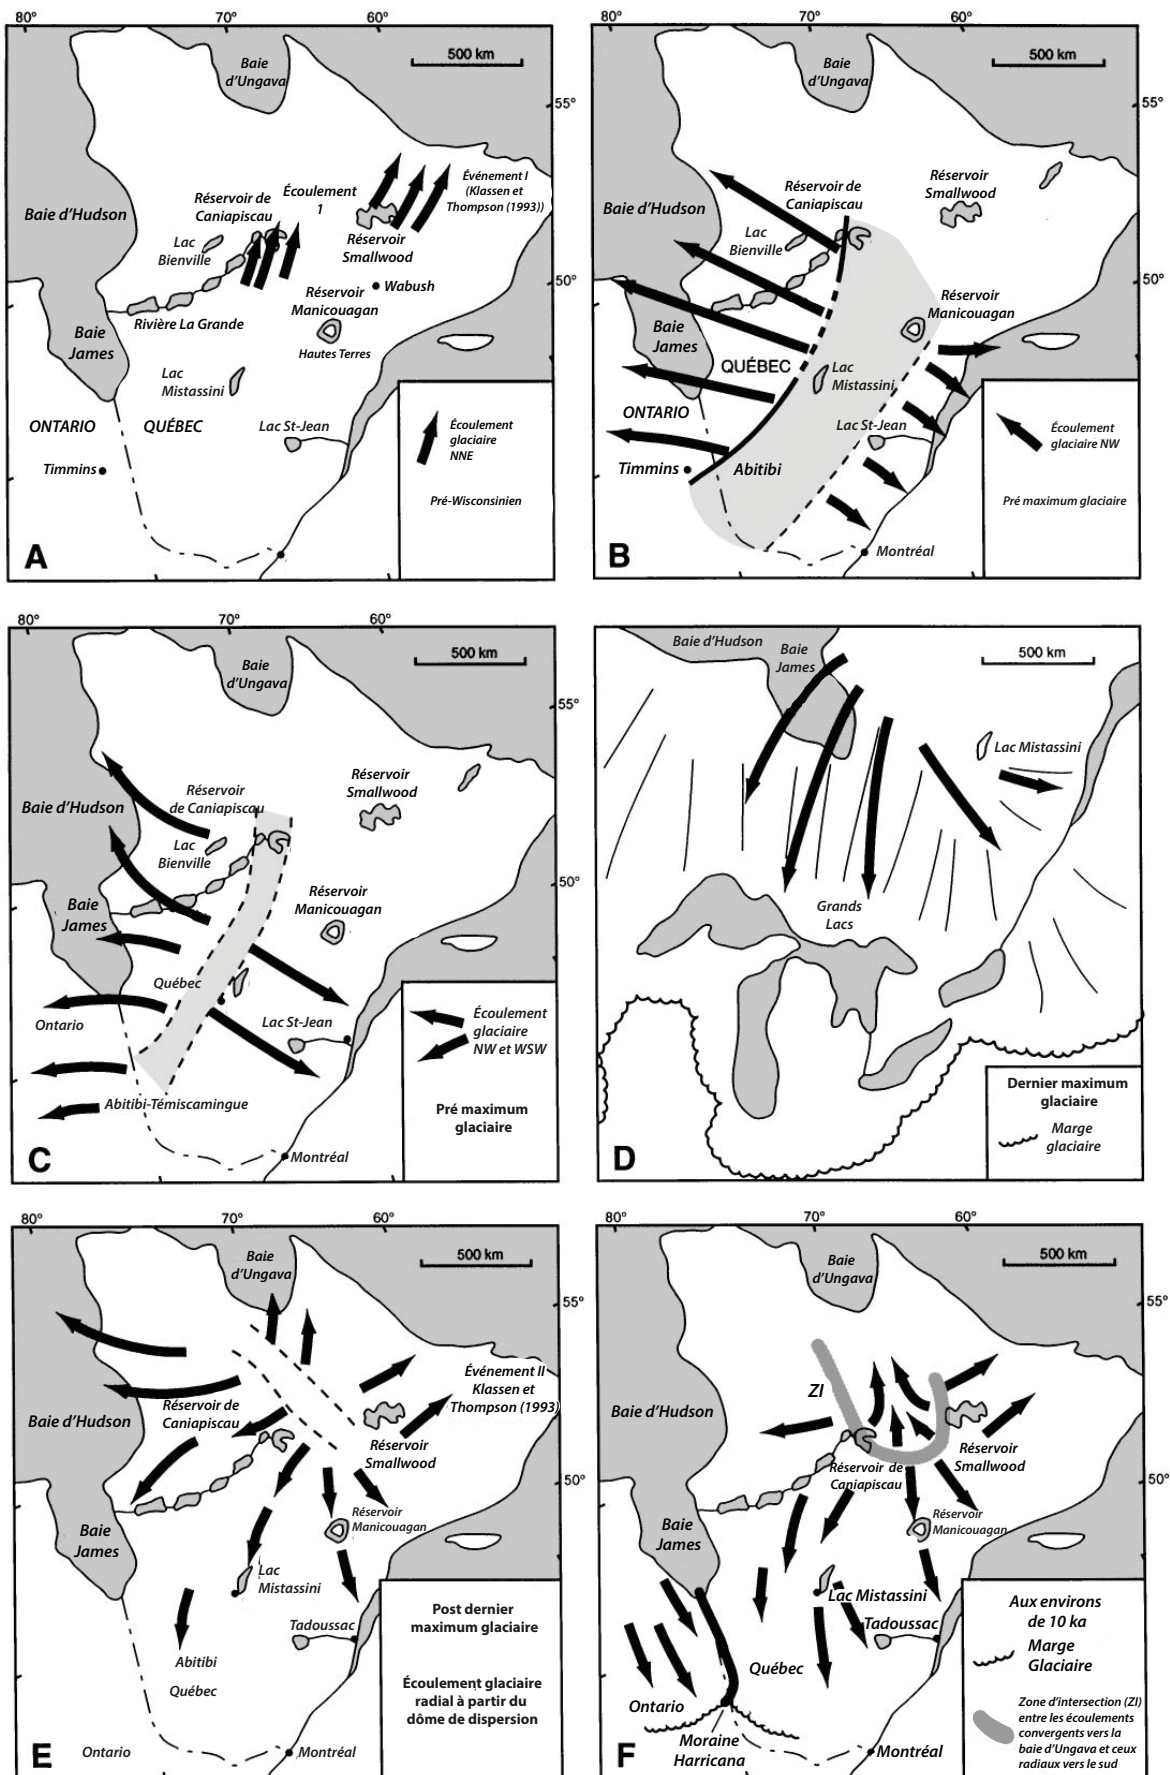 80°
70°
60°
500 km
Baie
d'Ungava
55°
Réservoir de
Caniapiscau
Écoulement
1
Événement I
(Klassen et
Thompson (1993))
Baie d'Hudson
Lac
Bienville
Réservoir
Smallwood
50°
Wabush
Réservoir
Manicouagan
Rivière La Grande
Baie
James
Hautes Terres
Lac
Mistassini
ONTARIO
QUÉBEC
Lac St-Jean
Timmins
Écoulement
glaciaire
NNE
Pré-Wisconsinien
A
80°
70°
60°
500 km
Baie
d'Ungava
55°
Réservoir de
Caniapiscau
Réservoir
Smallwood
Baie d'Hudson
Lac
Bienville
50°
Réservoir
Manicouagan
Baie
James
QUÉBEC
Lac
Mistassini
ONTARIO
Lac St-Jean
Timmins
Abitibi
Écoulement
glaciaire NW
Pré maximum glaciaire
Montréal
B
80°
70°
60°
500 km
Baie
d'Ungava
55°
Réservoir
de Caniapiscau
Réservoir
Smallwood
Baie d'Hudson
Lac
Bienville
50°
Réservoir
Manicouagan
Baie
James
Québec
Ontario
Lac St-Jean
Abitibi-Témiscamingue
Écoulement
glaciaire
NW et WSW
Pré maximum
glaciaire
Montréal
C
Baie d'Hudson
Baie
James
500 km
Lac Mistassini
Grands
Lacs
Dernier maximum
glaciaire
Marge
glaciaire
D
80°
70°
60°
500 km
Baie
d'Ungava
55°
Événement II
Klassen et
Thompson (1993)
Réservoir de
Caniapiscau
Baie d'Hudson
Réservoir
Smallwood
50°
Réservoir
Manicouagan
Baie
James
Lac
Mistassini
Tadoussac
Abitibi
Québec
Post dernier
maximum glaciaire
Écoulement glaciaire
radial à partir du
dôme de dispersion
Ontario
Montréal
E
80°
70°
60°
500 km
Baie
d'Ungava
55°
ZI
Baie d'Hudson
Réservoir
Smallwood
Réservoir de
Caniapiscau
50°
Réservoir
Manicouagan
Baie
James
Lac Mistassini
Tadoussac
Québec
Ontario
Moraine
Harricana
Aux environs
de 10 ka
Marge
Glaciaire
Zone d'intersection (ZI)
entre les écoulements
convergents vers la
baie d'Ungava et ceux
radiaux vers le sud
Montréal
F